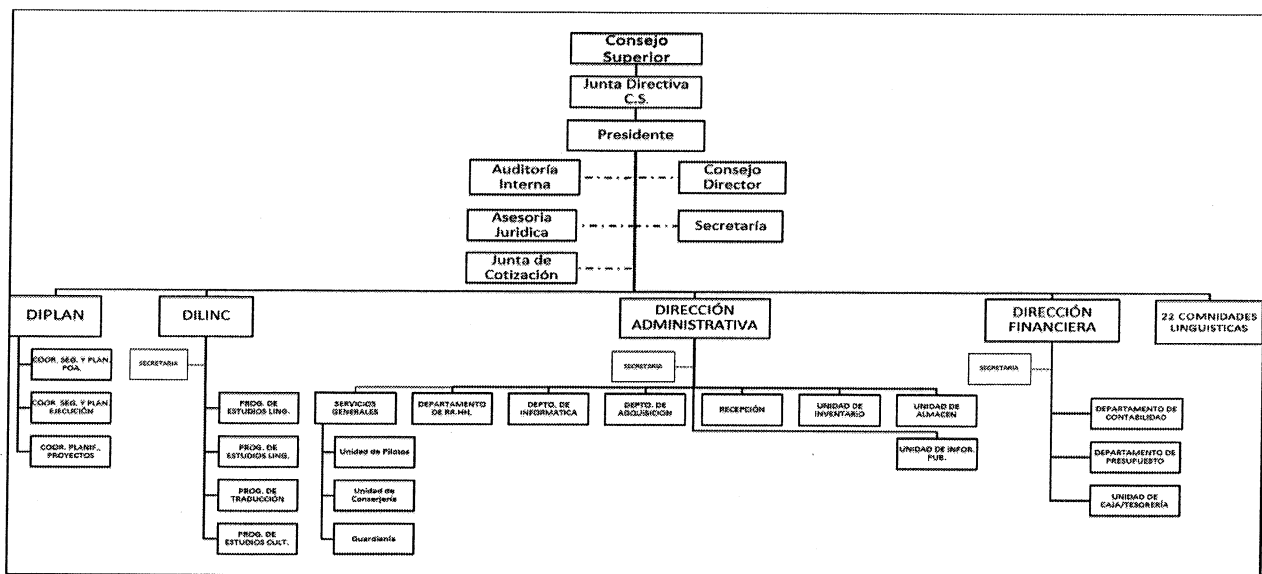 Consejo
Superior
Junta Directiva
C.S.
Presidente
Auditoría
Interna
Consejo
Director
Asesoria
Juridica
Secretaría
Junta de
Cotización
DIPLAN
DILINC
DIRECCIÓN
ADMINISTRATIVA
DIRECCIÓN
FINANCIERA
22 COMNIDADES
LINGUISTICAS
COOR. SEG. Y PLAN.
POA.
COOR. SEG. Y PLAN.
EJECUCIÓN
COOR. PLANIF.,
PROYECTOS
SECRETARIA
PROG. DE
ESTUDIOS LING.
PROG. DE
ESTUDIOS LING.
PROG. DE
TRADUCCIÓN
PROG. DE
ESTUDIOS CULT.
SECRETARIA
SERVICIOS
GENERALES
DEPARTAMENTO
DE RR.HH.
DEPTO. DE
INFORMATICA
DEPTO. DE
ADQUISICION
RECEPCIÓN
UNIDAD DE
INVENTARIO
UNIDAD DE
ALMACEN
Unidad de Pilotos
Unidad de
Conserjería
Guardianía
UNIDAD DE INFOR.
PUB.
SECRETARIA
DEPARTAMENTO DE
CONTABILIDAD
DEPARTAMENTO DE
PRESUPUESTO
UNIDAD DE
CAJA/TESORERÍA